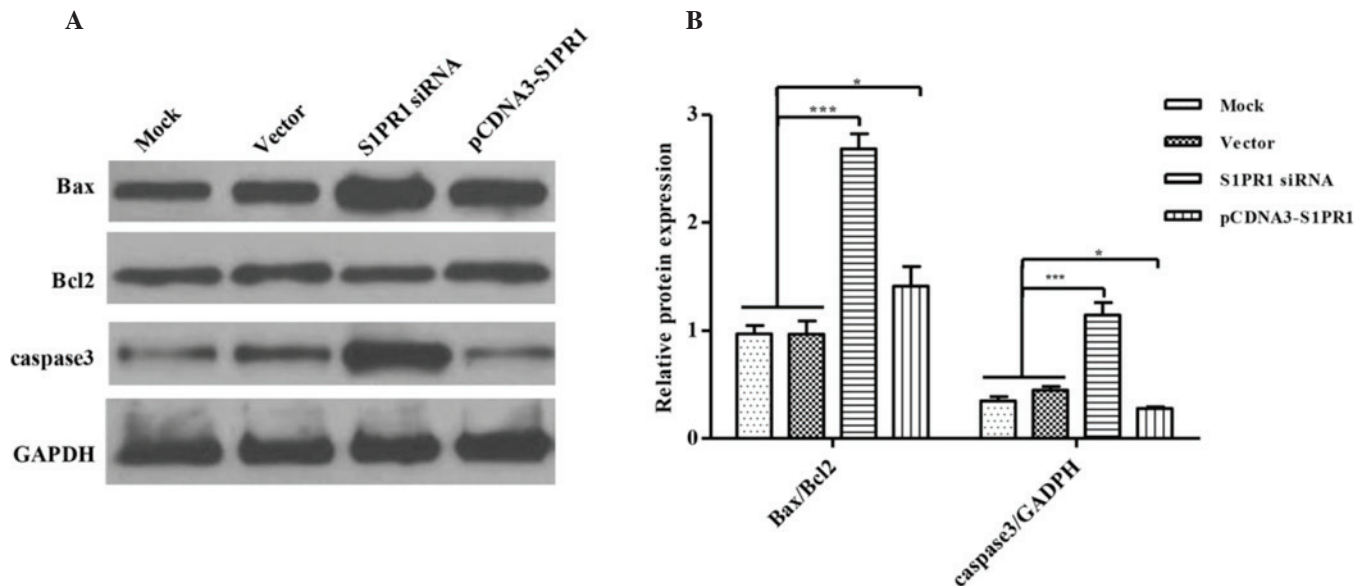 A
Mock
Vector
S1PR1 siRNA
pCDNA3-S1PR1
Bax
Bcl2
caspase3
GAPDH
B
*
***
*
***
Relative protein expression
3
2
1
0
Bax/Bcl2
caspase3/GADPH
Mock
Vector
S1PR1 siRNA
pCDNA3-S1PR1